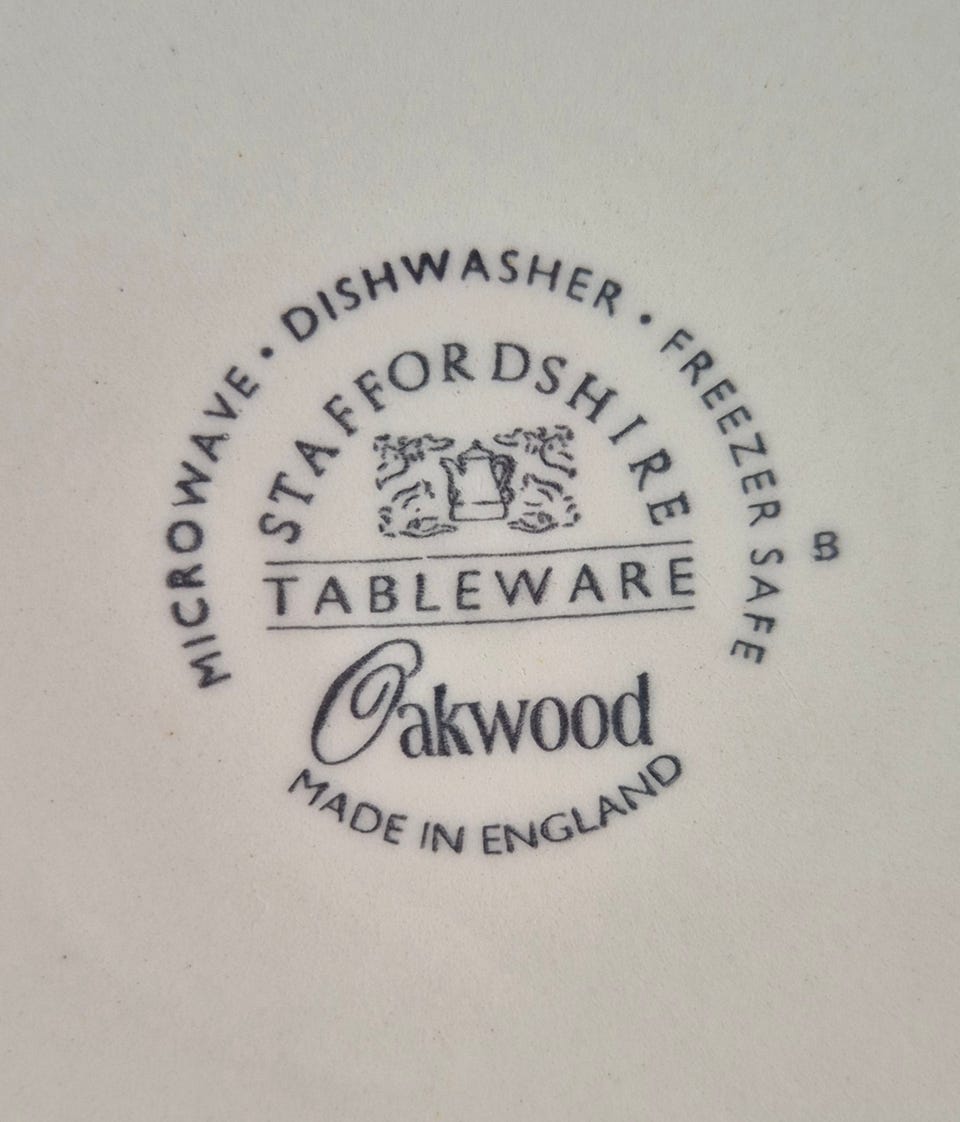 MICROWAVE • DISHWASHER • FREEZER SAFE
STAFFORDSHIRE
TABLEWARE
Oakwood
MADE IN ENGLAND
B